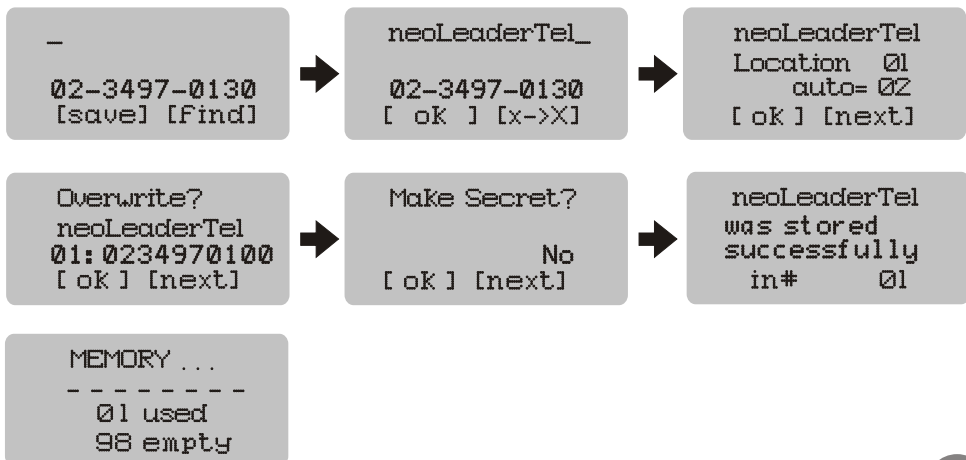 _
02-3497-0130
[save] [find]
neoLeaderTel_
02-3497-0130
[ ok ] [x->X]
neoLeaderTel
Location 01
auto= 02
[ ok ] [next]
Overwrite?
neoLeaderTel
01: 0234970100
[ ok ] [next]
Make Secret?
No
[ ok ] [next]
neoLeaderTel
was stored
successfully
in# 01
MEMORY ...
_ _ _ _ _ _ _ _
01 used
98 empty